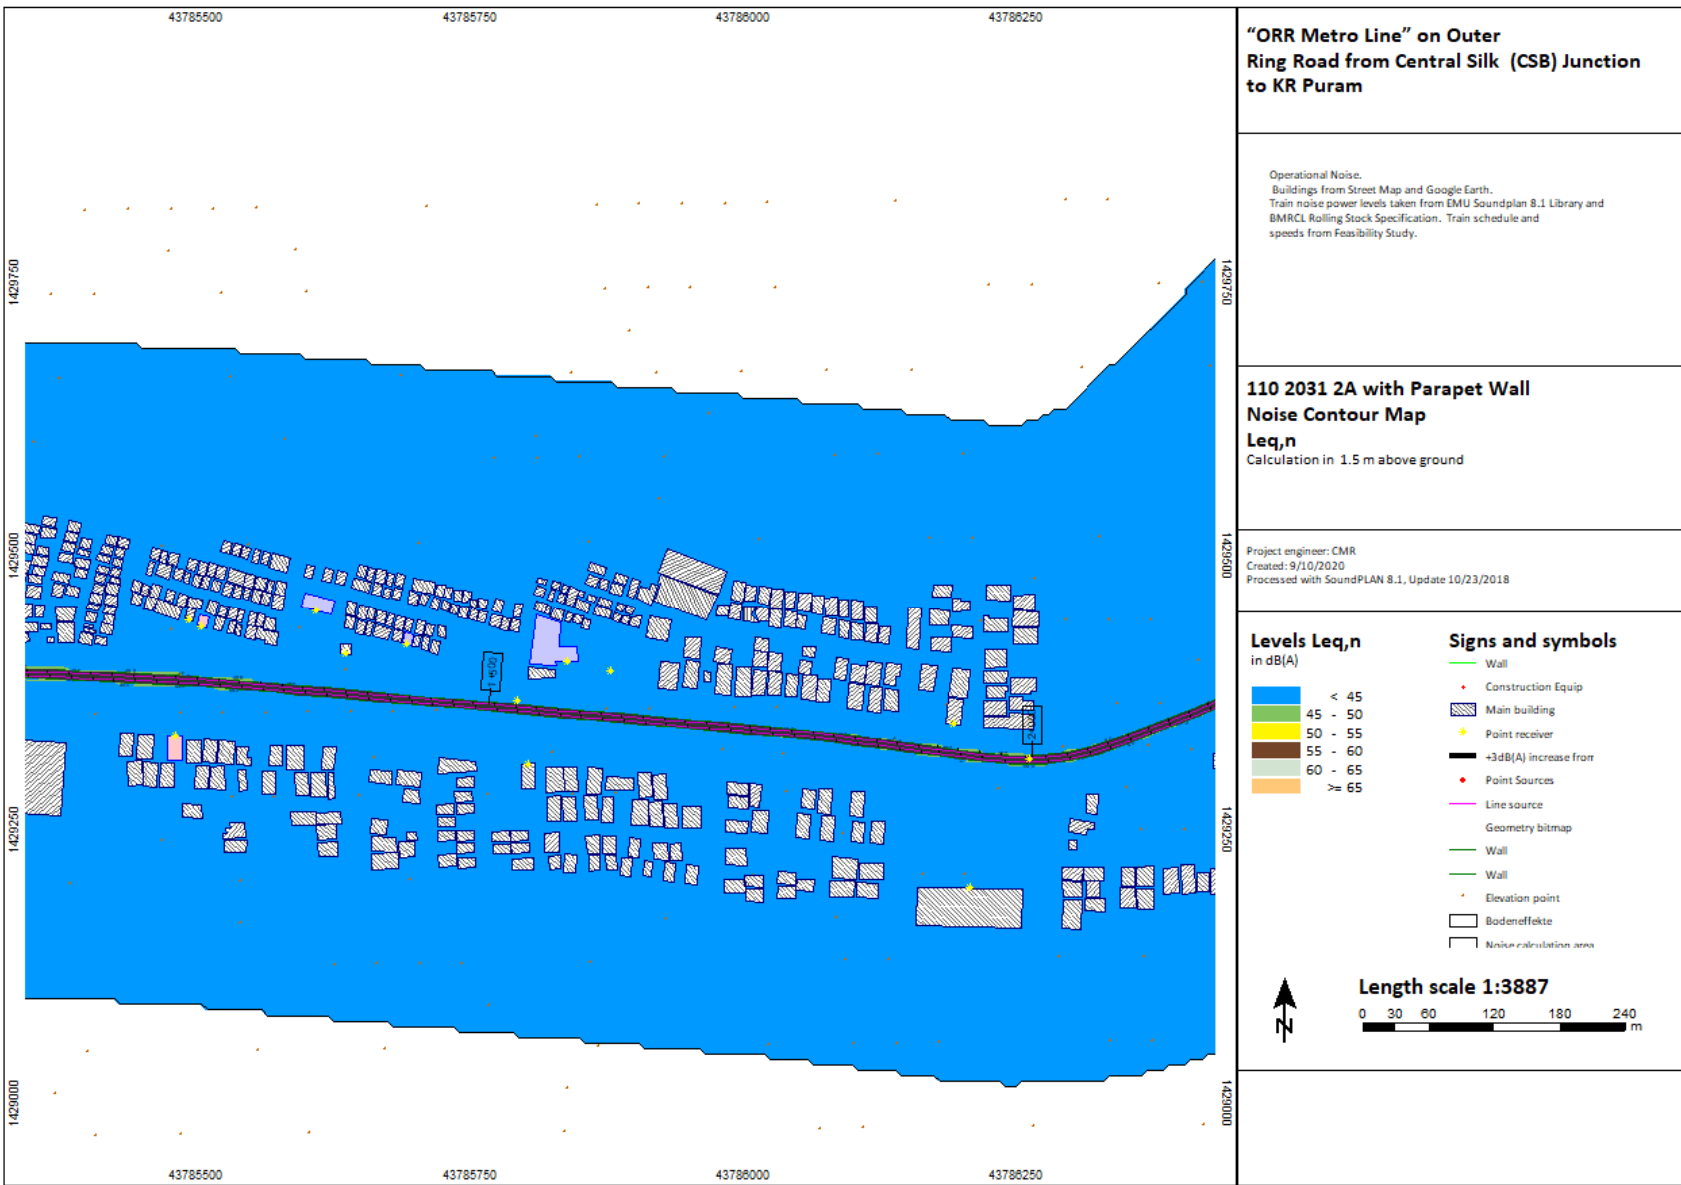 43785500 43785750 43786000 43786250
"ORR Metro Line" on Outer
Ring Road from Central Silk (CSB) Junction
to KR Puram
Operational Noise.
Buildings from Street Map and Google Earth.
Train noise power levels taken from EMU Soundplan 8.1 Library and
BMRCL Rolling Stock Specification. Train schedule and
speeds from Feasibility Study.
1429750 1429750
110 2031 2A with Parapet Wall
Noise Contour Map
Leq,n
Calculation in 1.5 m above ground
1429500 1429500
Project engineer: CMR
Created: 9/10/2020
Processed with SoundPLAN 8.1, Update 10/23/2018
Levels Leq,n
in dB(A)
< 45
45 - 50
50 - 55
55 - 60
60 - 65
>= 65
Signs and symbols
Wall
Construction Equip
Main building
Point receiver
+3dB(A) increase from
Point Sources
Line source
Geometry bitmap
Wall
Wall
Elevation point
Bodeneffekte
Noise calculation area
1429250 1429250
N
Length scale 1:3887
0 30 60 120 180 240
m
1429000 1429000
43785500 43785750 43786000 43786250